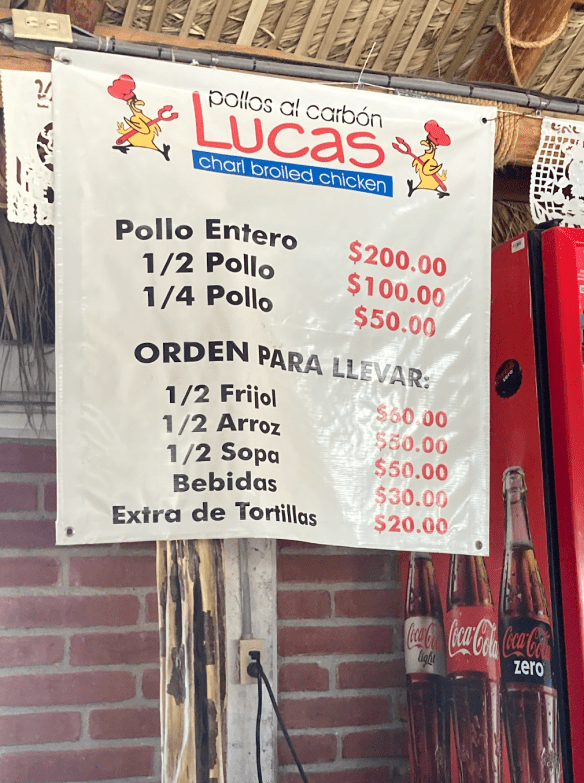 pollos al carbón
Lucas
charl broiled chicken
Pollo Entero $200.00
1/2 Pollo $100.00
1/4 Pollo $50.00
ORDEN PARA LLEVAR:
1/2 Frijol $60.00
1/2 Arroz $50.00
1/2 Sopa $50.00
Bebidas $30.00
Extra de Tortillas $20.00
zero
Coca-Cola light
Coca-Cola
Coca-Cola zero